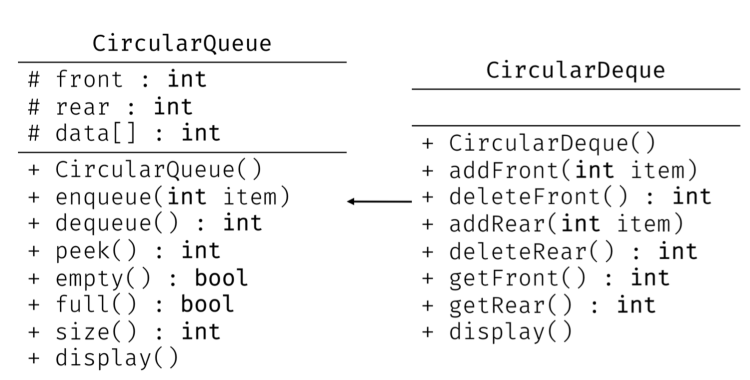 CircularQueue
# front : int
# rear : int
# data[] : int
+ CircularQueue()
+ enqueue(int item)
+ dequeue() : int
+ peek() : int
+ empty() : bool
+ full() : bool
+ size() : int
+ display()
CircularDeque
+ CircularDeque()
+ addFront(int item)
+ deleteFront() : int
+ addRear(int item)
+ deleteRear() : int
+ getFront() : int
+ getRear() : int
+ display()